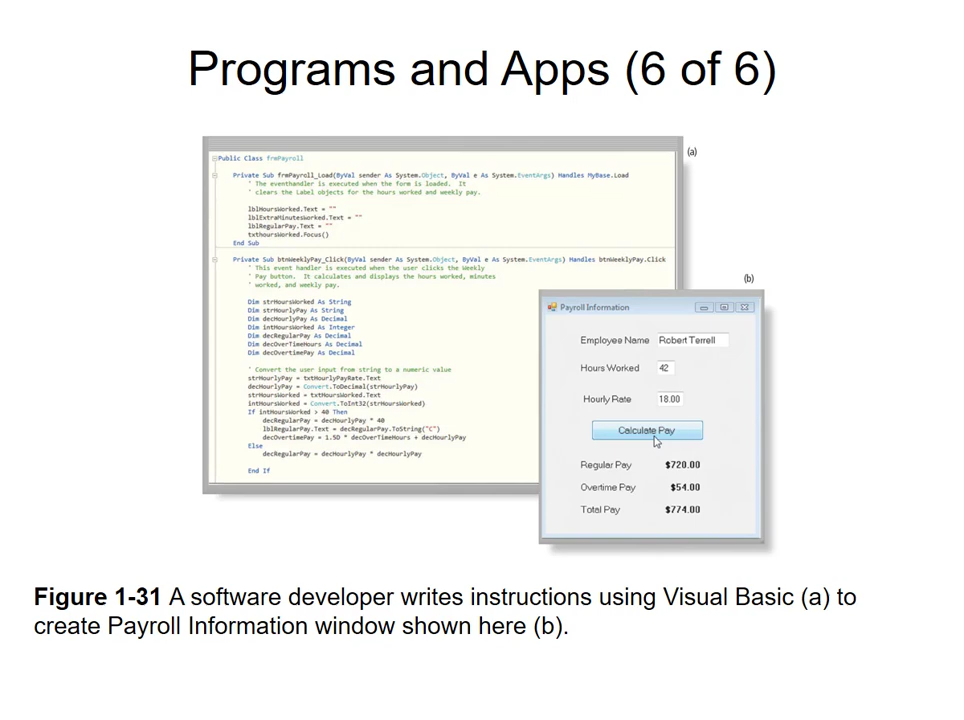 Programs and Apps (6 of 6)
(a)
Public Class frmPayroll
Private Sub frmPayroll_Load(ByVal sender As System.Object, ByVal e As System.EventArgs) Handles MyBase.Load
' The eventhandler is executed when the form is loaded. It
' clears the Label objects for the hours worked and weekly pay.
lblHoursWorked.Text = ""
lblExtraMinutesWorked.Text = ""
lblRegularPay.Text = ""
txthoursWorked.Focus()
End Sub
Private Sub btnWeeklyPay_Click(ByVal sender As System.Object, ByVal e As System.EventArgs) Handles btnWeeklyPay.Click
' This event handler is executed when the user clicks the Weekly
' Pay button. It calculates and displays the hours worked, minutes
' worked, and weekly pay.
Dim strHoursWorked As String
Dim strHourlyPay As String
Dim decHourlyPay As Decimal
Dim intHoursWorked As Integer
Dim decRegularPay As Decimal
Dim decOverTimeHours As Decimal
Dim decOvertimePay As Decimal
' Convert the user input from string to a numeric value
strHourlyPay = txtHourlyPayRate.Text
decHourlyPay = Convert.ToDecimal(strHourlyPay)
strHoursWorked = txtHoursWorked.Text
intHoursWorked = Convert.ToInt32(strHoursWorked)
If intHoursWorked > 40 Then
decRegularPay = decHourlyPay * 40
lblRegularPay.Text = decRegularPay.ToString("C")
decOvertimePay = 1.5D * decOverTimeHours + decHourlyPay
Else
decRegularPay = decHourlyPay * decHourlyPay
End If
(b)
Payroll Information
Employee Name Robert Terrell
Hours Worked 42
Hourly Rate 18.00
Calculate Pay
Regular Pay $720.00
Overtime Pay $54.00
Total Pay $774.00
Figure 1-31 A software developer writes instructions using Visual Basic (a) to
create Payroll Information window shown here (b).